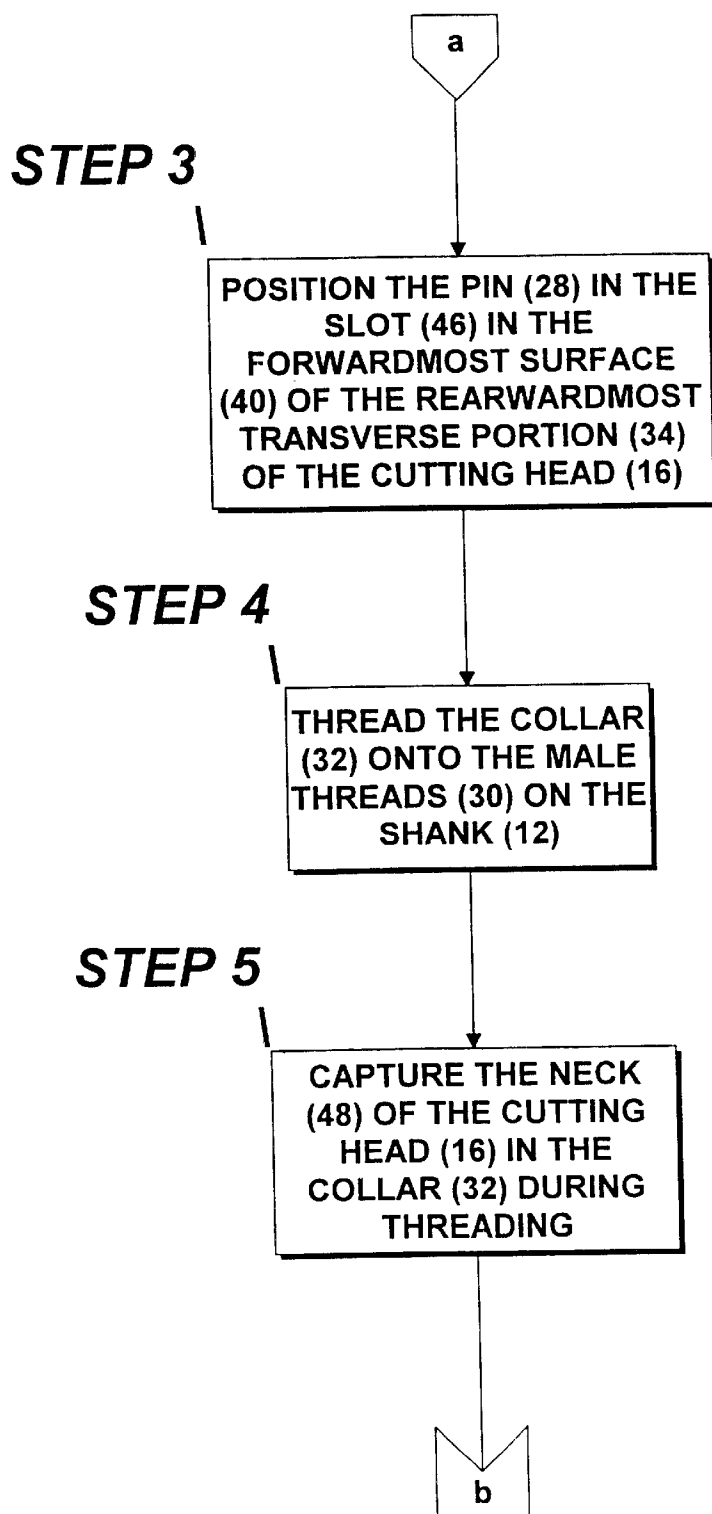 a
STEP 3
POSITION THE PIN (28) IN THE
SLOT (46) IN THE
FORWARDMOST SURFACE
(40) OF THE REARWARDMOST
TRANSVERSE PORTION (34)
OF THE CUTTING HEAD (16)
STEP 4
THREAD THE COLLAR
(32) ONTO THE MALE
THREADS (30) ON THE
SHANK (12)
STEP 5
CAPTURE THE NECK
(48) OF THE CUTTING
HEAD (16) IN THE
COLLAR (32) DURING
THREADING
b